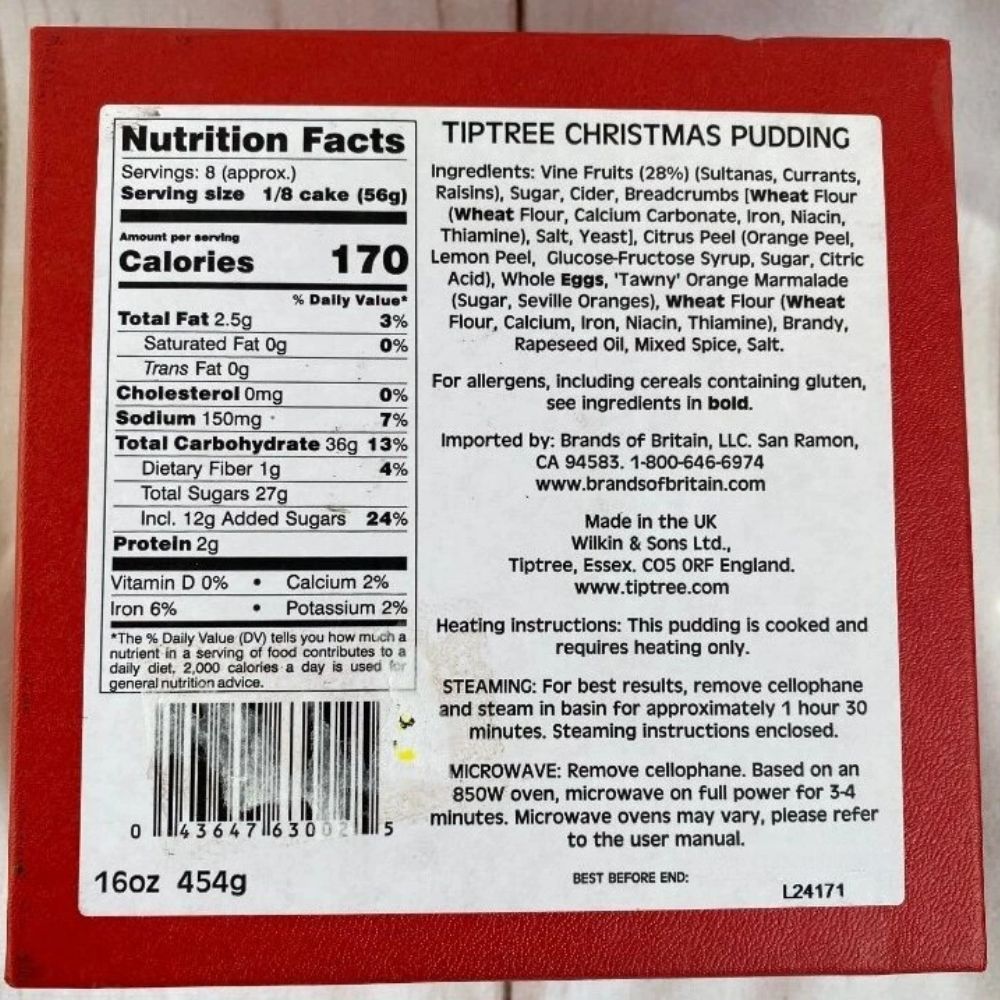 Nutrition Facts
Servings: 8 (approx.)
Serving size 1/8 cake (56g)
Amount per serving
Calories 170
% Daily Value*
Total Fat 2.5g 3%
Saturated Fat 0g 0%
Trans Fat 0g
Cholesterol 0mg 0%
Sodium 150mg 7%
Total Carbohydrate 36g 13%
Dietary Fiber 1g 4%
Total Sugars 27g
Incl. 12g Added Sugars 24%
Protein 2g
Vitamin D 0% • Calcium 2%
Iron 6% • Potassium 2%
*The % Daily Value (DV) tells you how much a
nutrient in a serving of food contributes to a
daily diet, 2,000 calories a day is used for
general nutrition advice.
0 43647 63002 5
16oz 454g
TIPTREE CHRISTMAS PUDDING
Ingredients: Vine Fruits (28%) (Sultanas, Currants,
Raisins), Sugar, Cider, Breadcrumbs [Wheat Flour
(Wheat Flour, Calcium Carbonate, Iron, Niacin,
Thiamine), Salt, Yeast], Citrus Peel (Orange Peel,
Lemon Peel, Glucose-Fructose Syrup, Sugar, Citric
Acid), Whole Eggs, 'Tawny' Orange Marmalade
(Sugar, Seville Oranges), Wheat Flour (Wheat
Flour, Calcium, Iron, Niacin, Thiamine), Brandy,
Rapeseed Oil, Mixed Spice, Salt.
For allergens, including cereals containing gluten,
see ingredients in bold.
Imported by: Brands of Britain, LLC. San Ramon,
CA 94583. 1-800-646-6974
www.brandsofbritain.com
Made in the UK
Wilkin & Sons Ltd.,
Tiptree, Essex. CO5 0RF England.
www.tiptree.com
Heating instructions: This pudding is cooked and
requires heating only.
STEAMING: For best results, remove cellophane
and steam in basin for approximately 1 hour 30
minutes. Steaming instructions enclosed.
MICROWAVE: Remove cellophane. Based on an
850W oven, microwave on full power for 3-4
minutes. Microwave ovens may vary, please refer
to the user manual.
BEST BEFORE END:
L24171